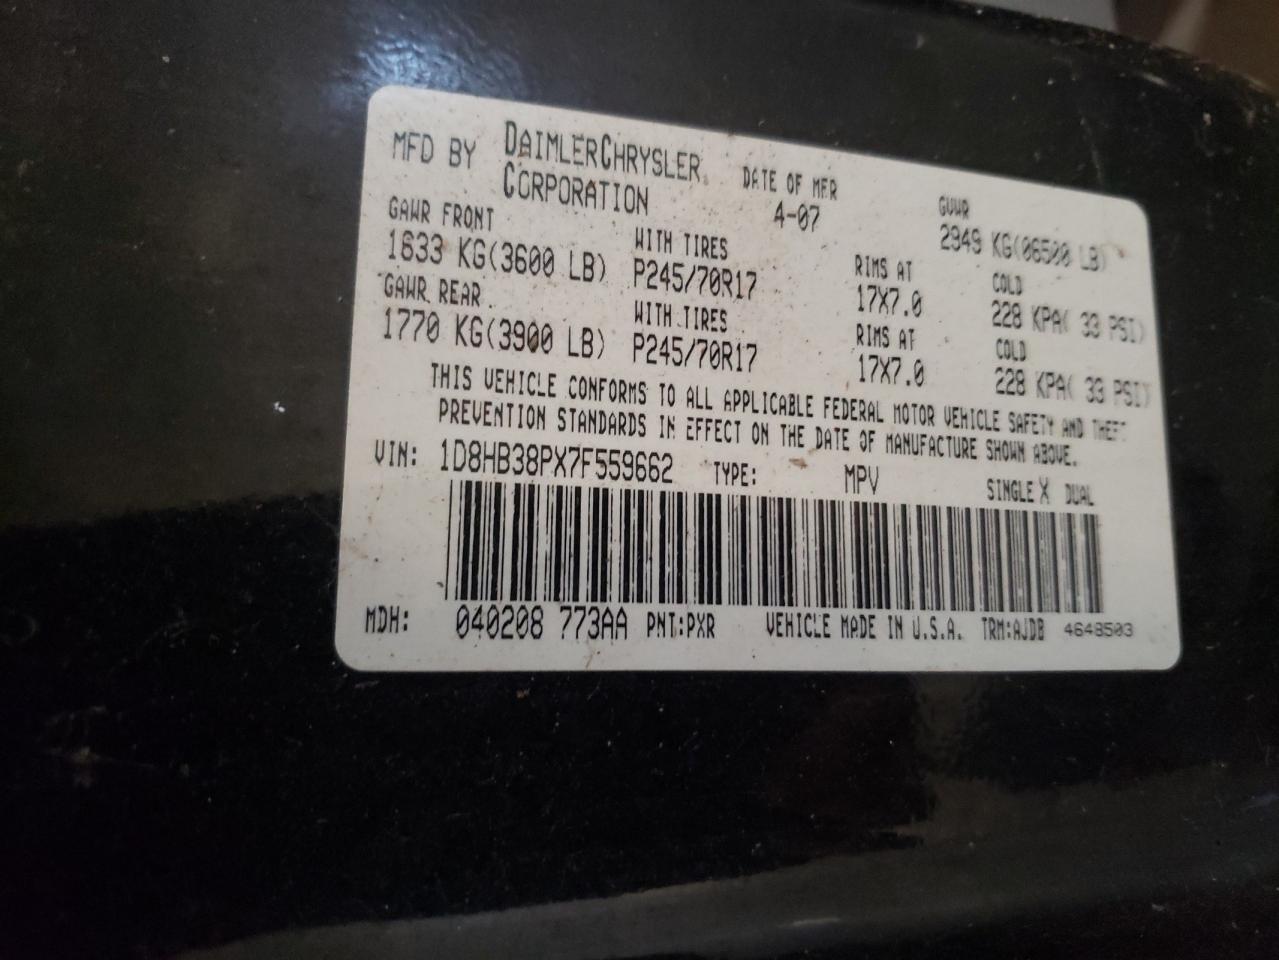 MFD BY DAIMLERCHRYSLER CORPORATION DATE OF MFR 4-07 GVWR 2949 KG(06500 LB)
GAWR FRONT WITH TIRES RIMS AT COLD
1633 KG(3600 LB) P245/70R17 17X7.0 228 KPA( 33 PSI)
GAWR REAR WITH TIRES RIMS AT COLD
1770 KG(3900 LB) P245/70R17 17X7.0 228 KPA( 33 PSI)
THIS VEHICLE CONFORMS TO ALL APPLICABLE FEDERAL MOTOR VEHICLE SAFETY AND THEFT
PREVENTION STANDARDS IN EFFECT ON THE DATE OF MANUFACTURE SHOWN ABOVE.
VIN: 1D8HB38PX7F559662 TYPE: MPV SINGLE X DUAL
MDH: 040208 773AA PNT:PXR VEHICLE MADE IN U.S.A. TRM:AJDB 4648503